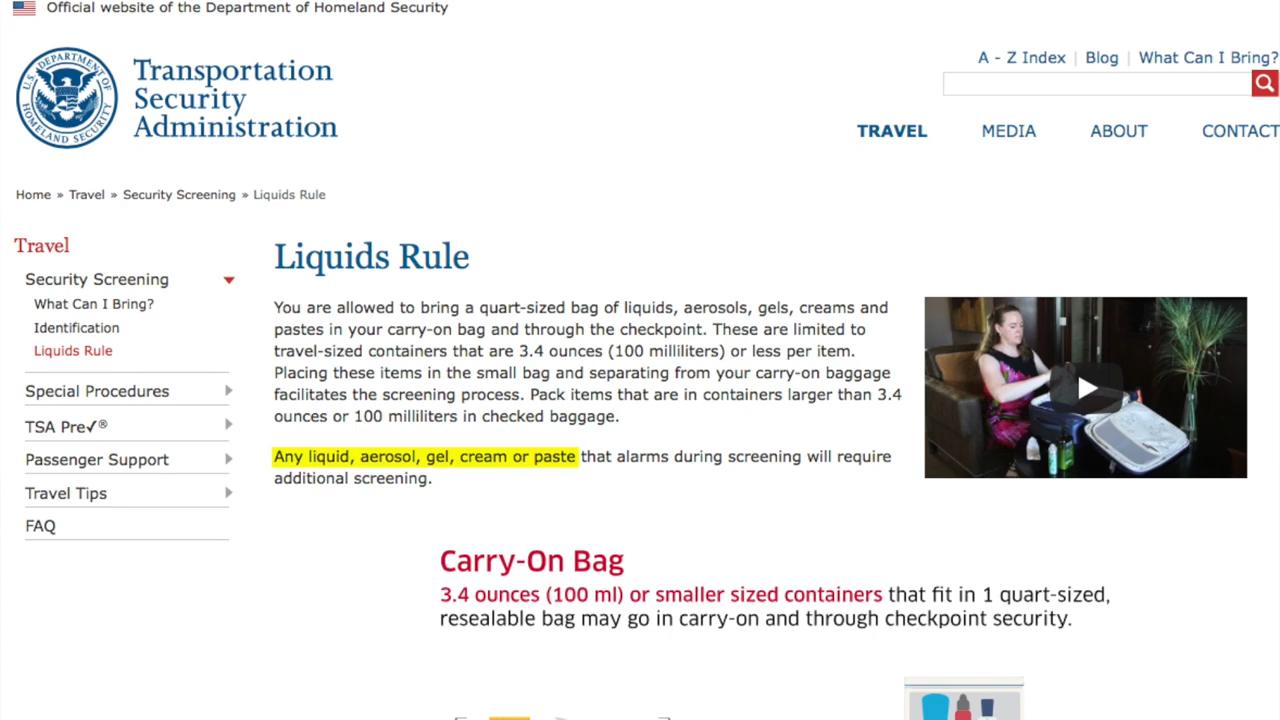 Official website of the Department of Homeland Security
Transportation
Security
Administration
U.S. DEPARTMENT OF HOMELAND SECURITY
A - Z Index | Blog | What Can I Bring?
TRAVEL MEDIA ABOUT CONTACT
Home » Travel » Security Screening » Liquids Rule
Travel
Security Screening
What Can I Bring?
Identification
Liquids Rule
Special Procedures
TSA Pre✓®
Passenger Support
Travel Tips
FAQ
Liquids Rule
You are allowed to bring a quart-sized bag of liquids, aerosols, gels, creams and
pastes in your carry-on bag and through the checkpoint. These are limited to
travel-sized containers that are 3.4 ounces (100 milliliters) or less per item.
Placing these items in the small bag and separating from your carry-on baggage
facilitates the screening process. Pack items that are in containers larger than 3.4
ounces or 100 milliliters in checked baggage.
Any liquid, aerosol, gel, cream or paste that alarms during screening will require
additional screening.
Carry-On Bag
3.4 ounces (100 ml) or smaller sized containers that fit in 1 quart-sized,
resealable bag may go in carry-on and through checkpoint security.